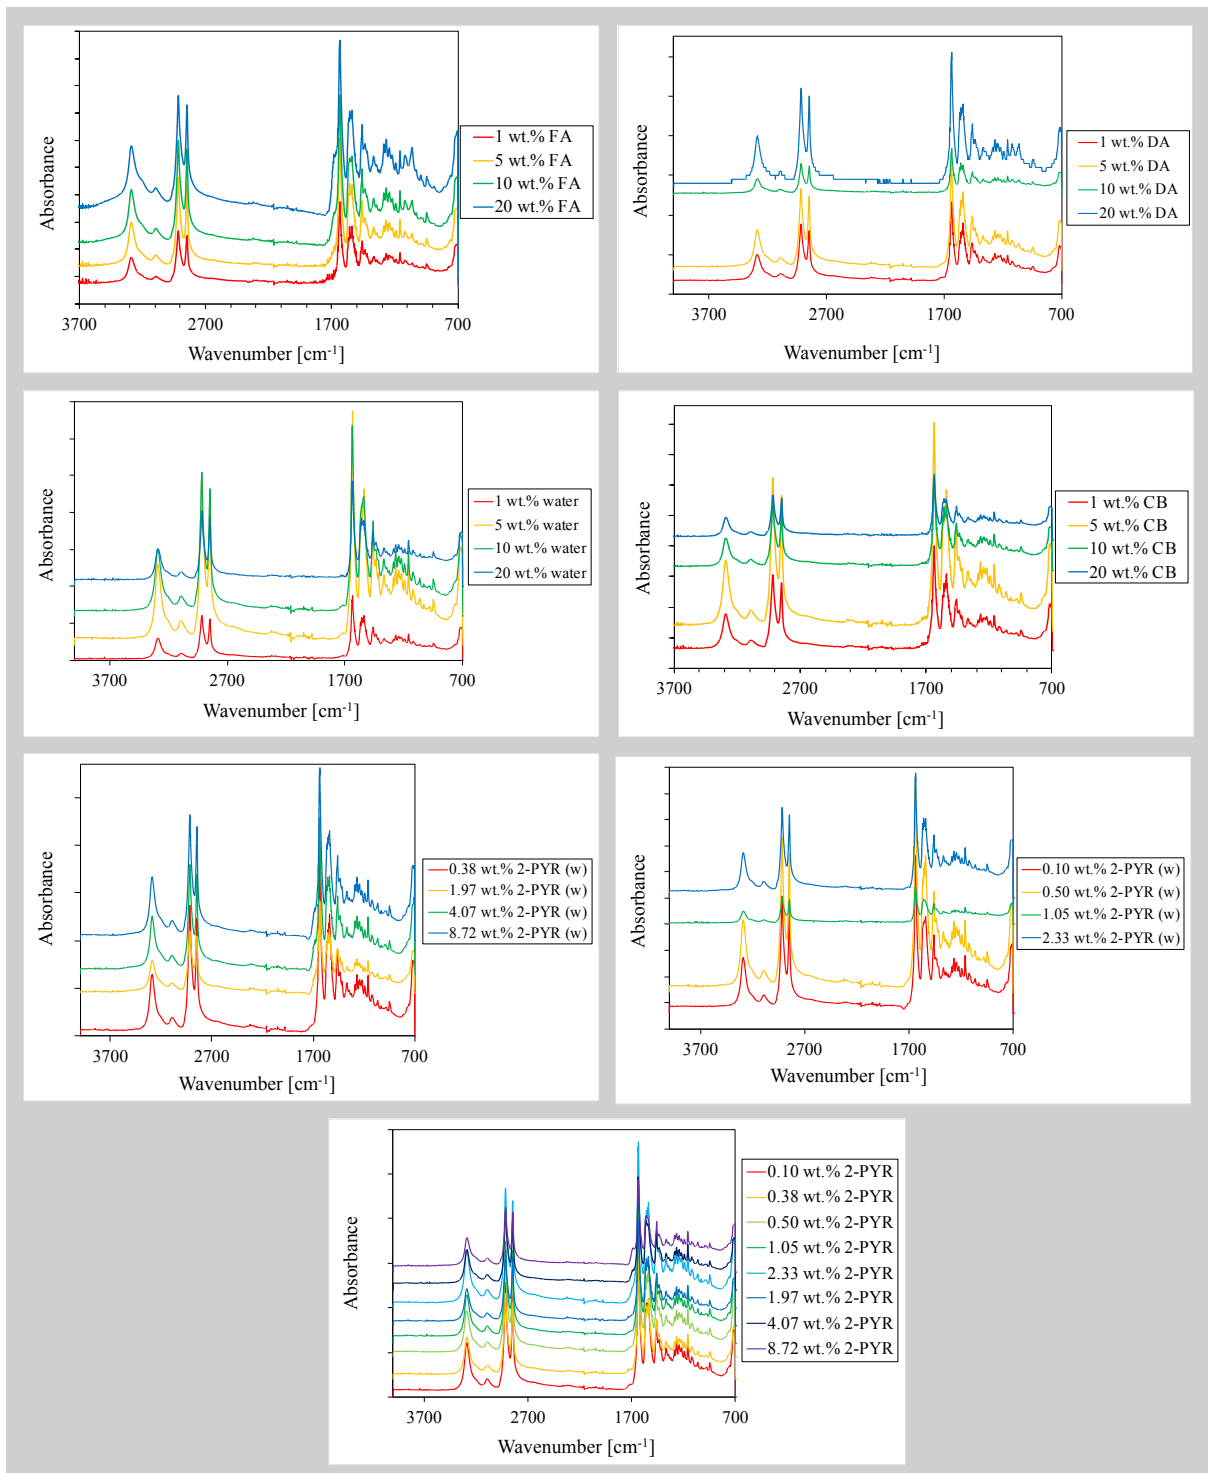 Absorbance
1 wt.% FA
5 wt.% FA
10 wt.% FA
20 wt.% FA
3700 2700 1700 700
Wavenumber [cm-1]
Absorbance
1 wt.% DA
5 wt.% DA
10 wt.% DA
20 wt.% DA
3700 2700 1700 700
Wavenumber [cm-1]
Absorbance
1 wt.% water
5 wt.% water
10 wt.% water
20 wt.% water
3700 2700 1700 700
Wavenumber [cm-1]
Absorbance
1 wt.% CB
5 wt.% CB
10 wt.% CB
20 wt.% CB
3700 2700 1700 700
Wavenumber [cm-1]
Absorbance
0.38 wt.% 2-PYR (w)
1.97 wt.% 2-PYR (w)
4.07 wt.% 2-PYR (w)
8.72 wt.% 2-PYR (w)
3700 2700 1700 700
Wavenumber [cm-1]
Absorbance
0.10 wt.% 2-PYR (w)
0.50 wt.% 2-PYR (w)
1.05 wt.% 2-PYR (w)
2.33 wt.% 2-PYR (w)
3700 2700 1700 700
Wavenumber [cm-1]
Absorbance
0.10 wt.% 2-PYR
0.38 wt.% 2-PYR
0.50 wt.% 2-PYR
1.05 wt.% 2-PYR
2.33 wt.% 2-PYR
1.97 wt.% 2-PYR
4.07 wt.% 2-PYR
8.72 wt.% 2-PYR
3700 2700 1700 700
Wavenumber [cm-1]